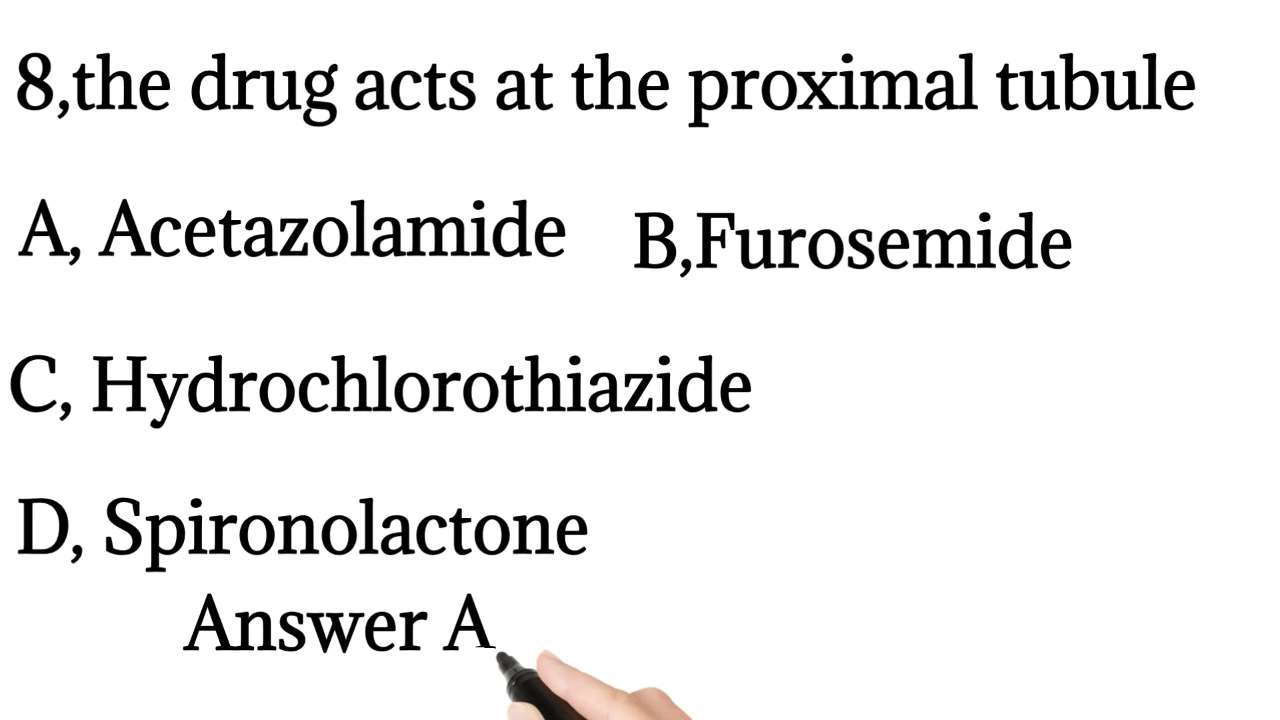 8,the drug acts at the proximal tubule
A, Acetazolamide B,Furosemide
C, Hydrochlorothiazide
D, Spironolactone
Answer A